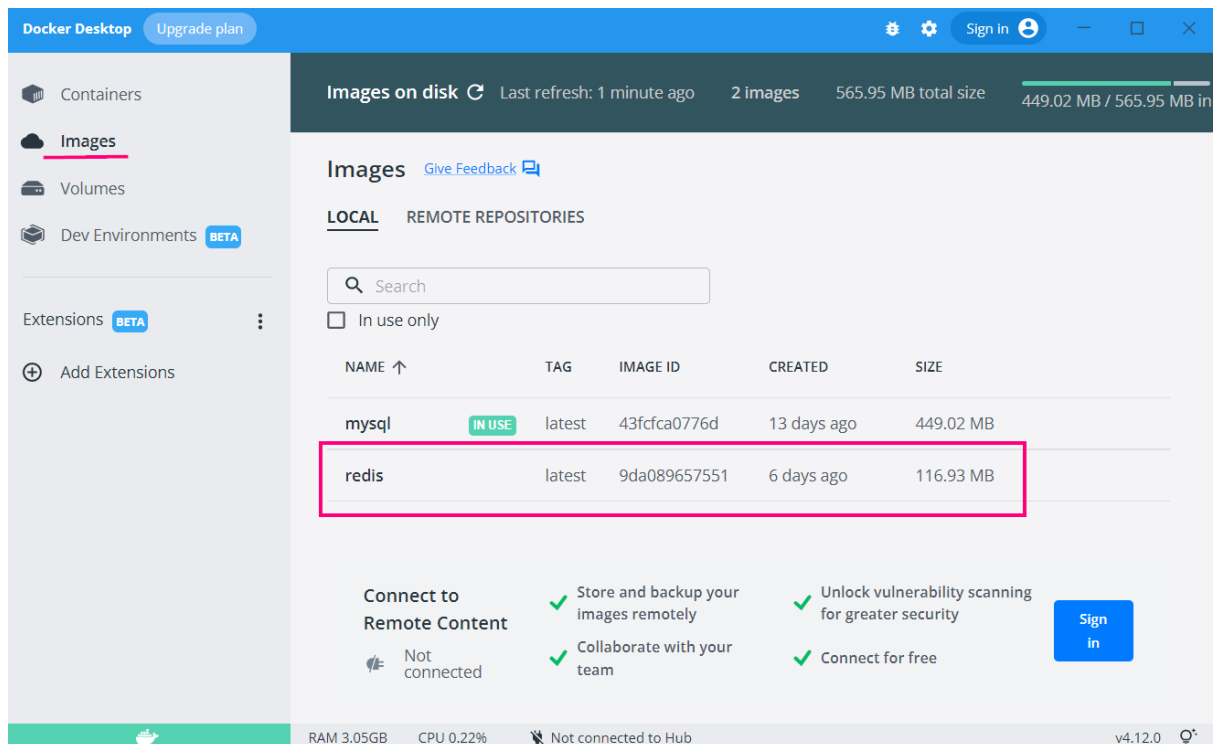 Docker Desktop Upgrade plan Sign in
Containers
Images
Volumes
Dev Environments BETA
Extensions BETA
Add Extensions
Images on disk Last refresh: 1 minute ago 2 images 565.95 MB total size 449.02 MB / 565.95 MB in
Images Give Feedback
LOCAL REMOTE REPOSITORIES
Search
In use only
NAME TAG IMAGE ID CREATED SIZE
mysql IN USE latest 43fcfca0776d 13 days ago 449.02 MB
redis latest 9da089657551 6 days ago 116.93 MB
Connect to
Remote Content
Not
connected
Store and backup your
images remotely
Collaborate with your
team
Unlock vulnerability scanning
for greater security
Connect for free
Sign
in
RAM 3.05GB CPU 0.22% Not connected to Hub v4.12.0